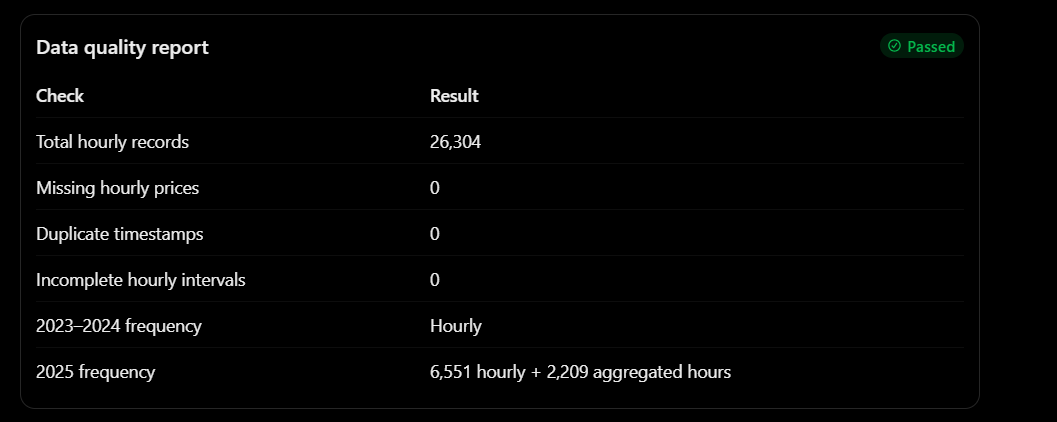 Data quality report
Passed
Check Result
Total hourly records 26,304
Missing hourly prices 0
Duplicate timestamps 0
Incomplete hourly intervals 0
2023–2024 frequency Hourly
2025 frequency 6,551 hourly + 2,209 aggregated hours